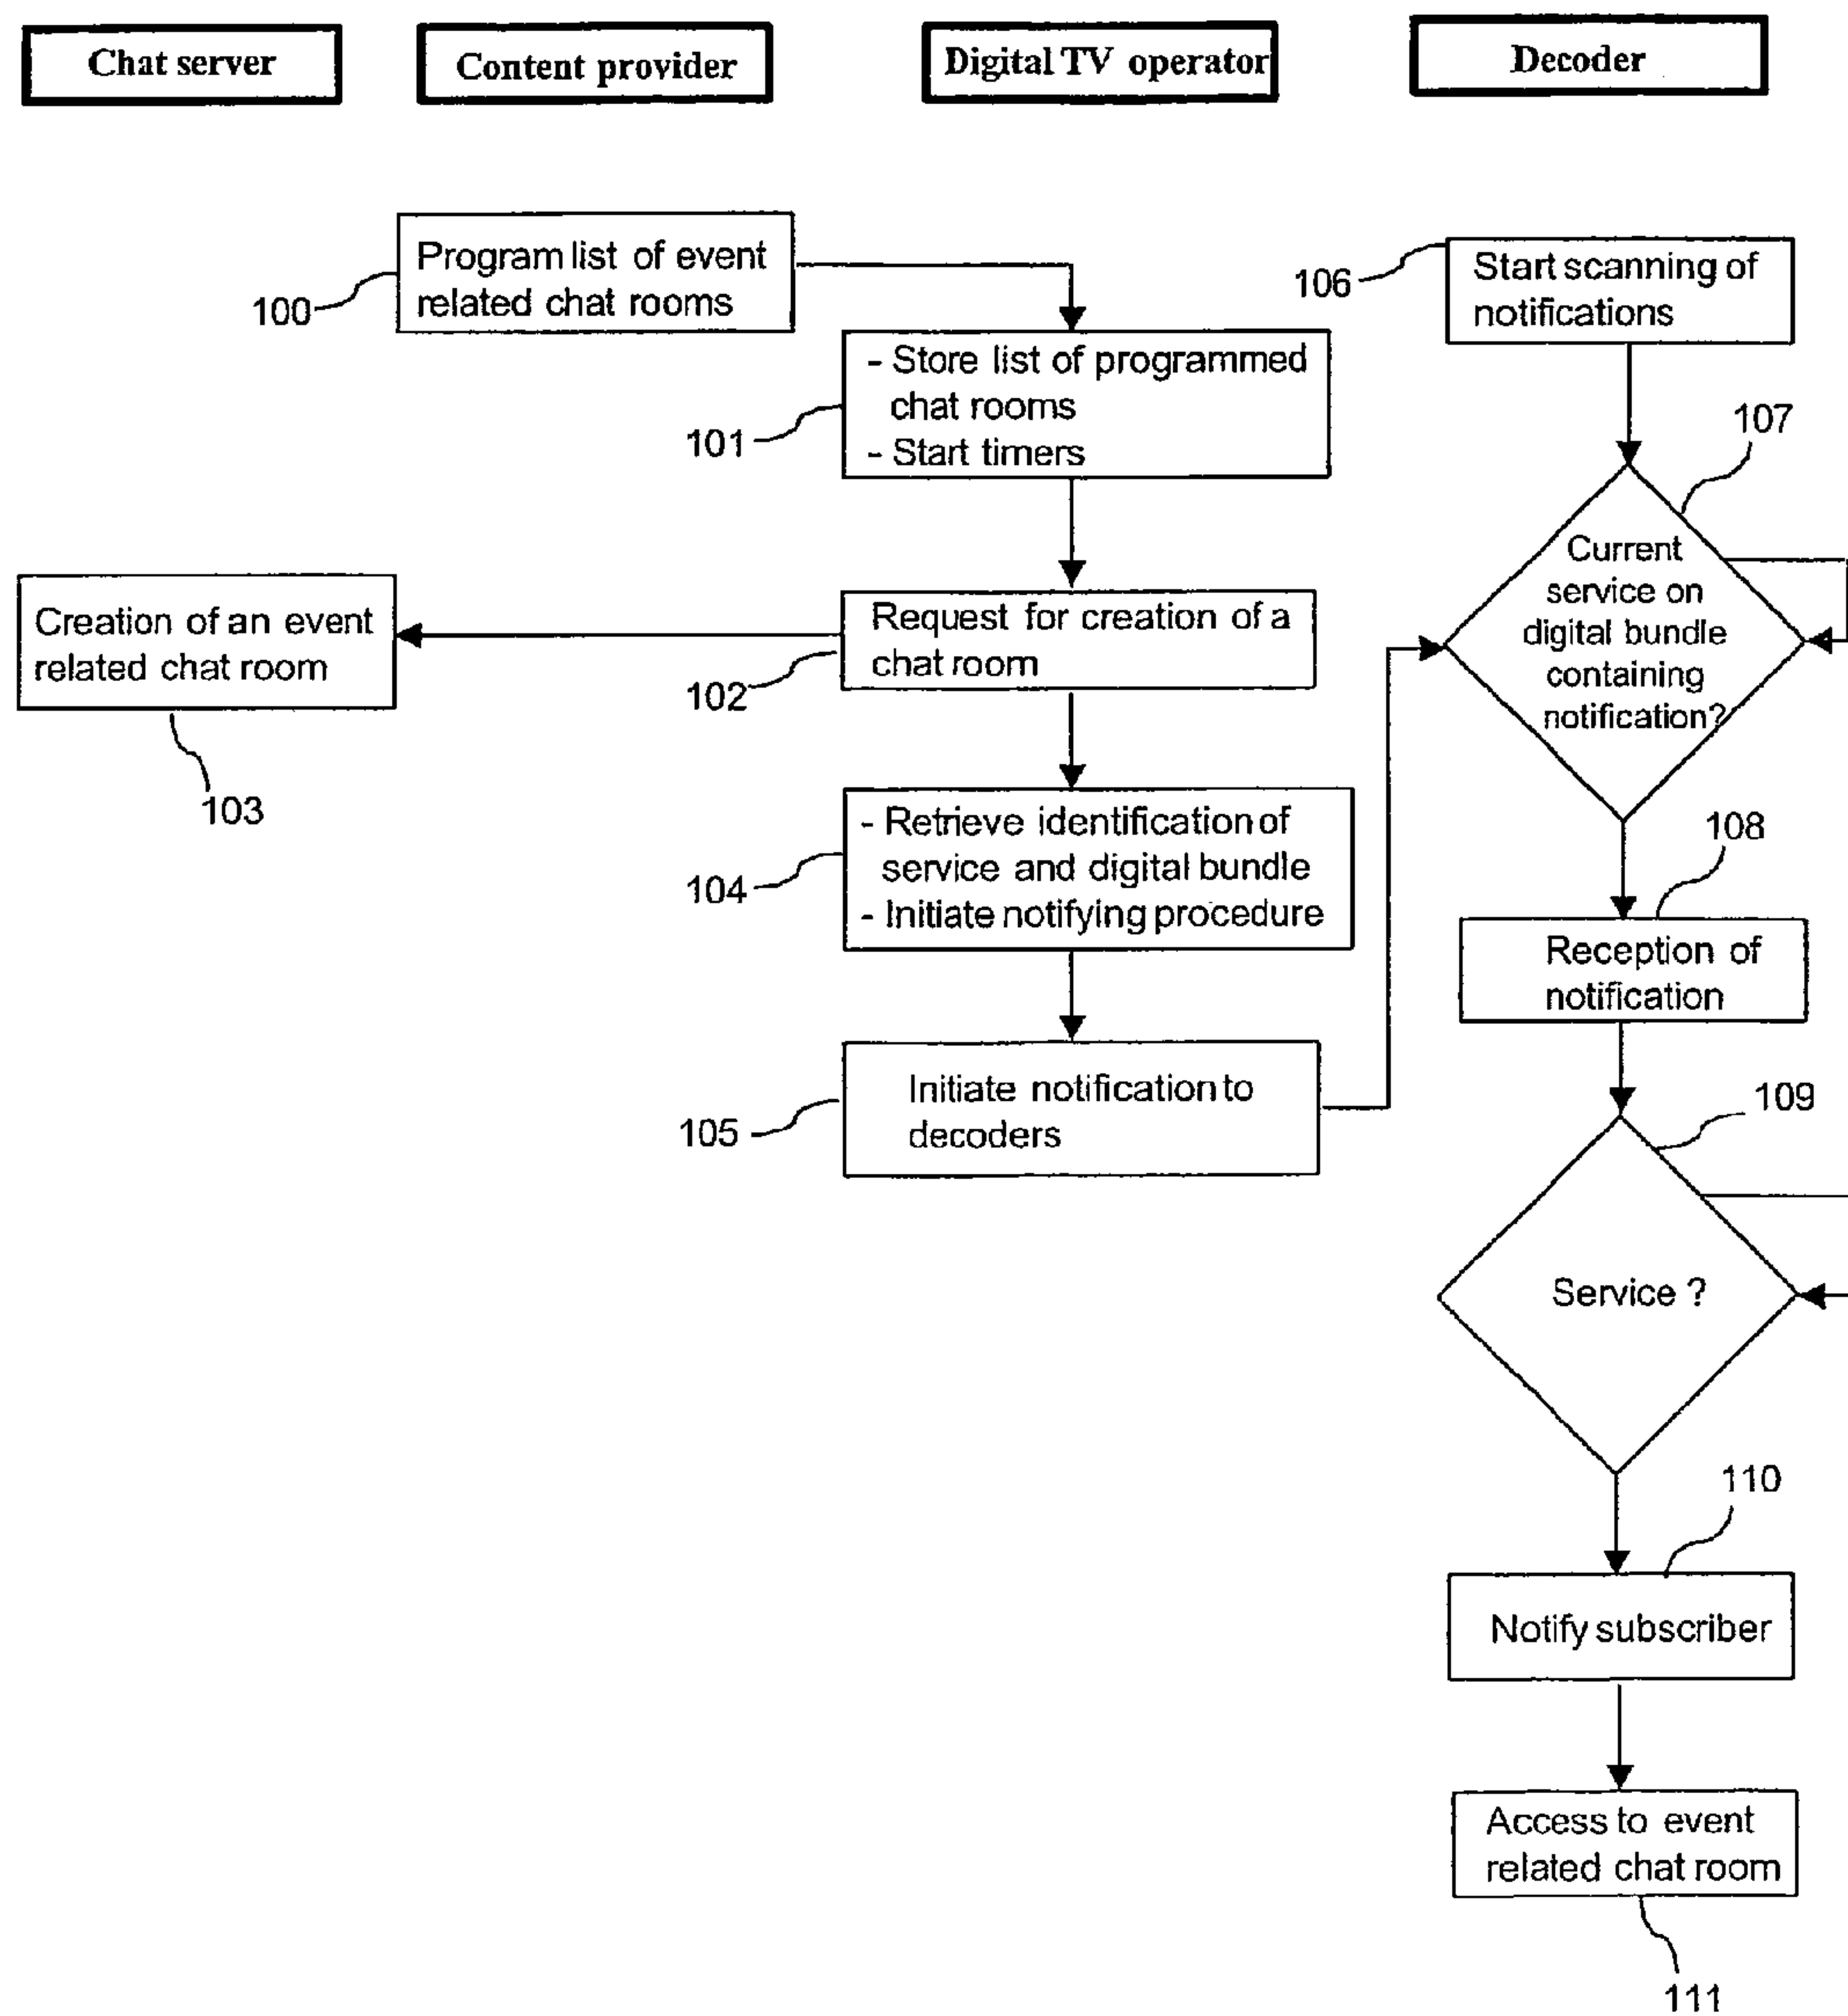 Chat server
Content provider
Digital TV operator
Decoder
Program list of event
related chat rooms
100
- Store list of programmed
chat rooms
- Start timers
101
Request for creation of a
chat room
102
Creation of an event
related chat room
103
- Retrieve identification of
service and digital bundle
- Initiate notifying procedure
104
Initiate notification to
decoders
105
Start scanning of
notifications
106
Current
service on
digital bundle
containing
notification?
107
Reception of
notification
108
Service ?
109
Notify subscriber
110
Access to event
related chat room
111